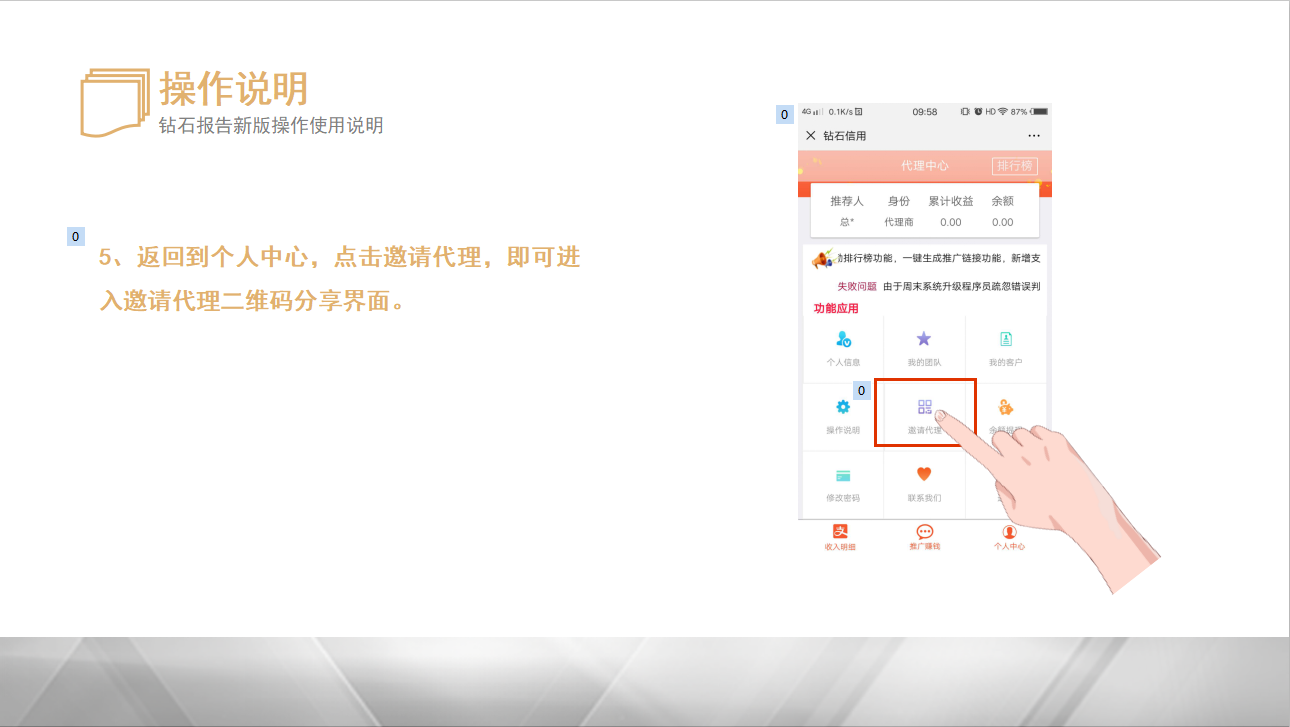 操作说明
钻石报告新版操作使用说明
0
5、返回到个人中心，点击邀请代理，即可进
入邀请代理二维码分享界面。
0
4G 0.1K/s 09:58 HD 87%
钻石信用
代理中心 排行榜
推荐人 身份 累计收益 余额
总* 代理商 0.00 0.00
排行榜功能，一键生成推广链接功能，新增支
失败问题 由于周末系统升级程序员疏忽错误判
功能应用
个人信息 我的团队 我的客户
0
操作说明 邀请代理
修改密码 联系我们
收入明细 推广赚钱 个人中心